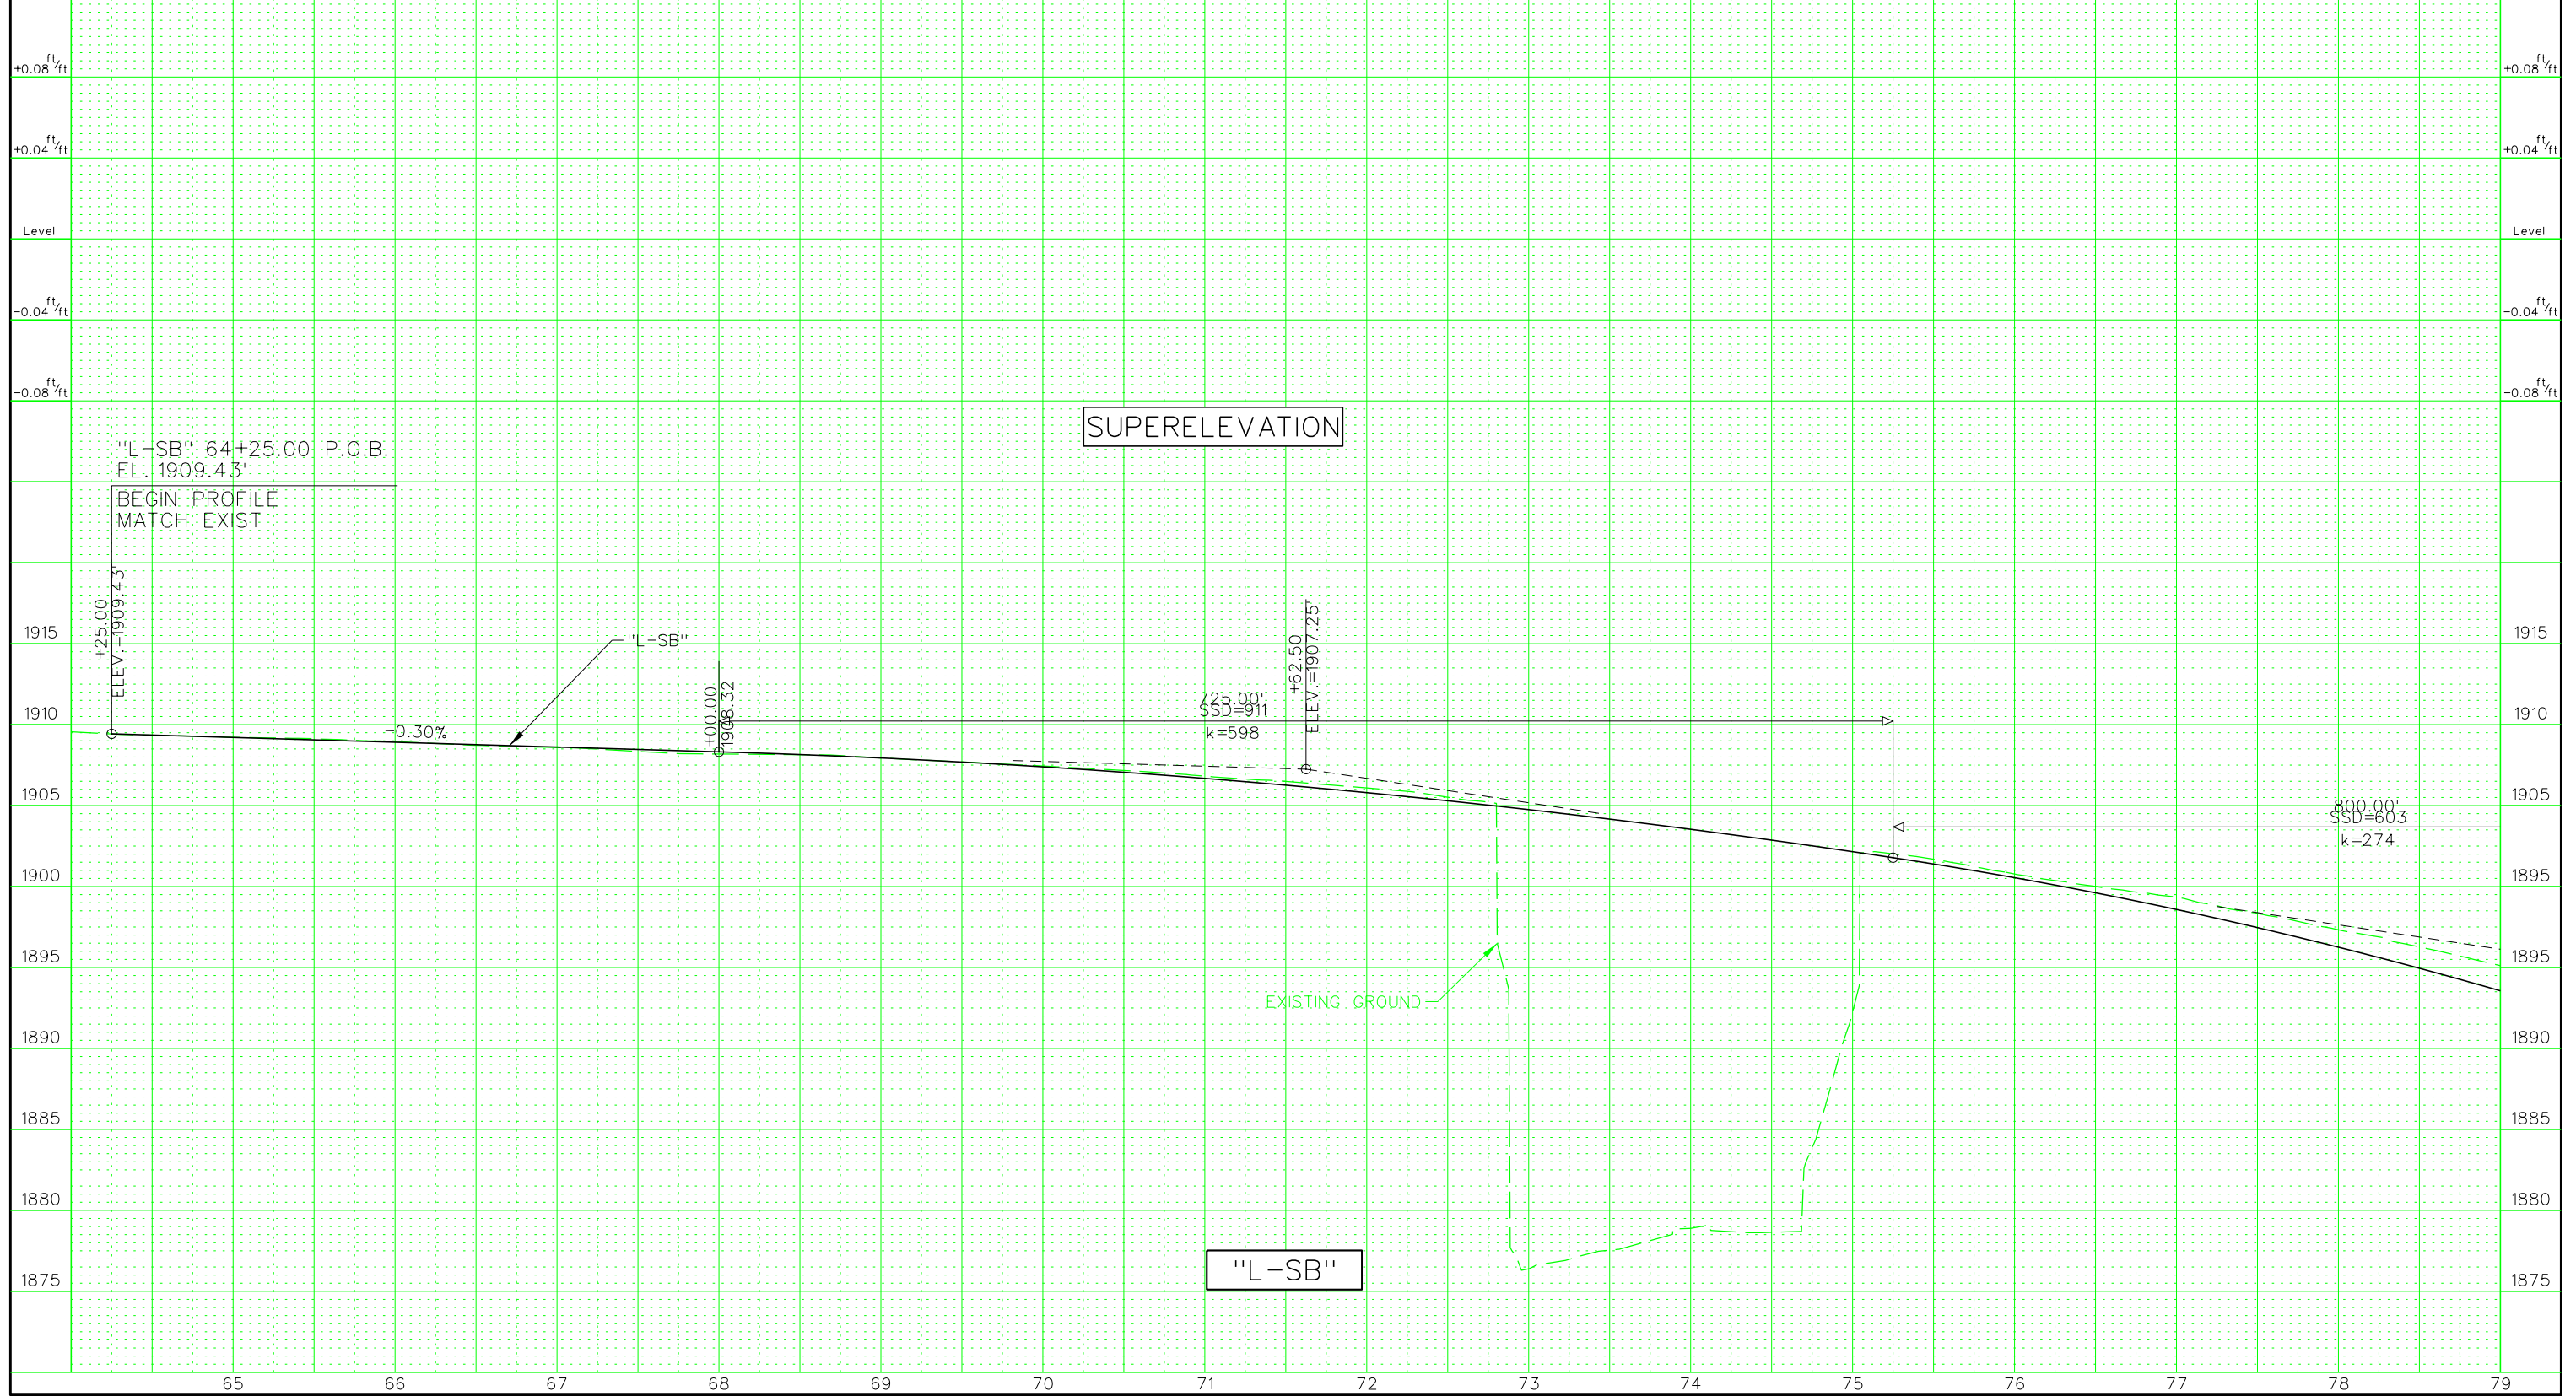 +0.08 ft/ft
+0.08 ft/ft
+0.04 ft/ft
+0.04 ft/ft
Level
Level
-0.04 ft/ft
-0.04 ft/ft
-0.08 ft/ft
-0.08 ft/ft
SUPERELEVATION
"L-SB" 64+25.00 P.O.B.
EL. 1909.43'
BEGIN PROFILE
MATCH EXIST
+25.00
ELEV.=1909.43'
"L-SB"
-0.30%
+00.00
1908.32
725.00'
SSD=911
k=598
+62.50
ELEV.=1907.25'
800.00'
SSD=603
k=274
EXISTING GROUND
1915
1915
1910
1910
1905
1905
1900
1895
1895
1895
1890
1890
1885
1885
1880
1880
1875
1875
"L-SB"
65 66 67 68 69 70 71 72 73 74 75 76 77 78 79